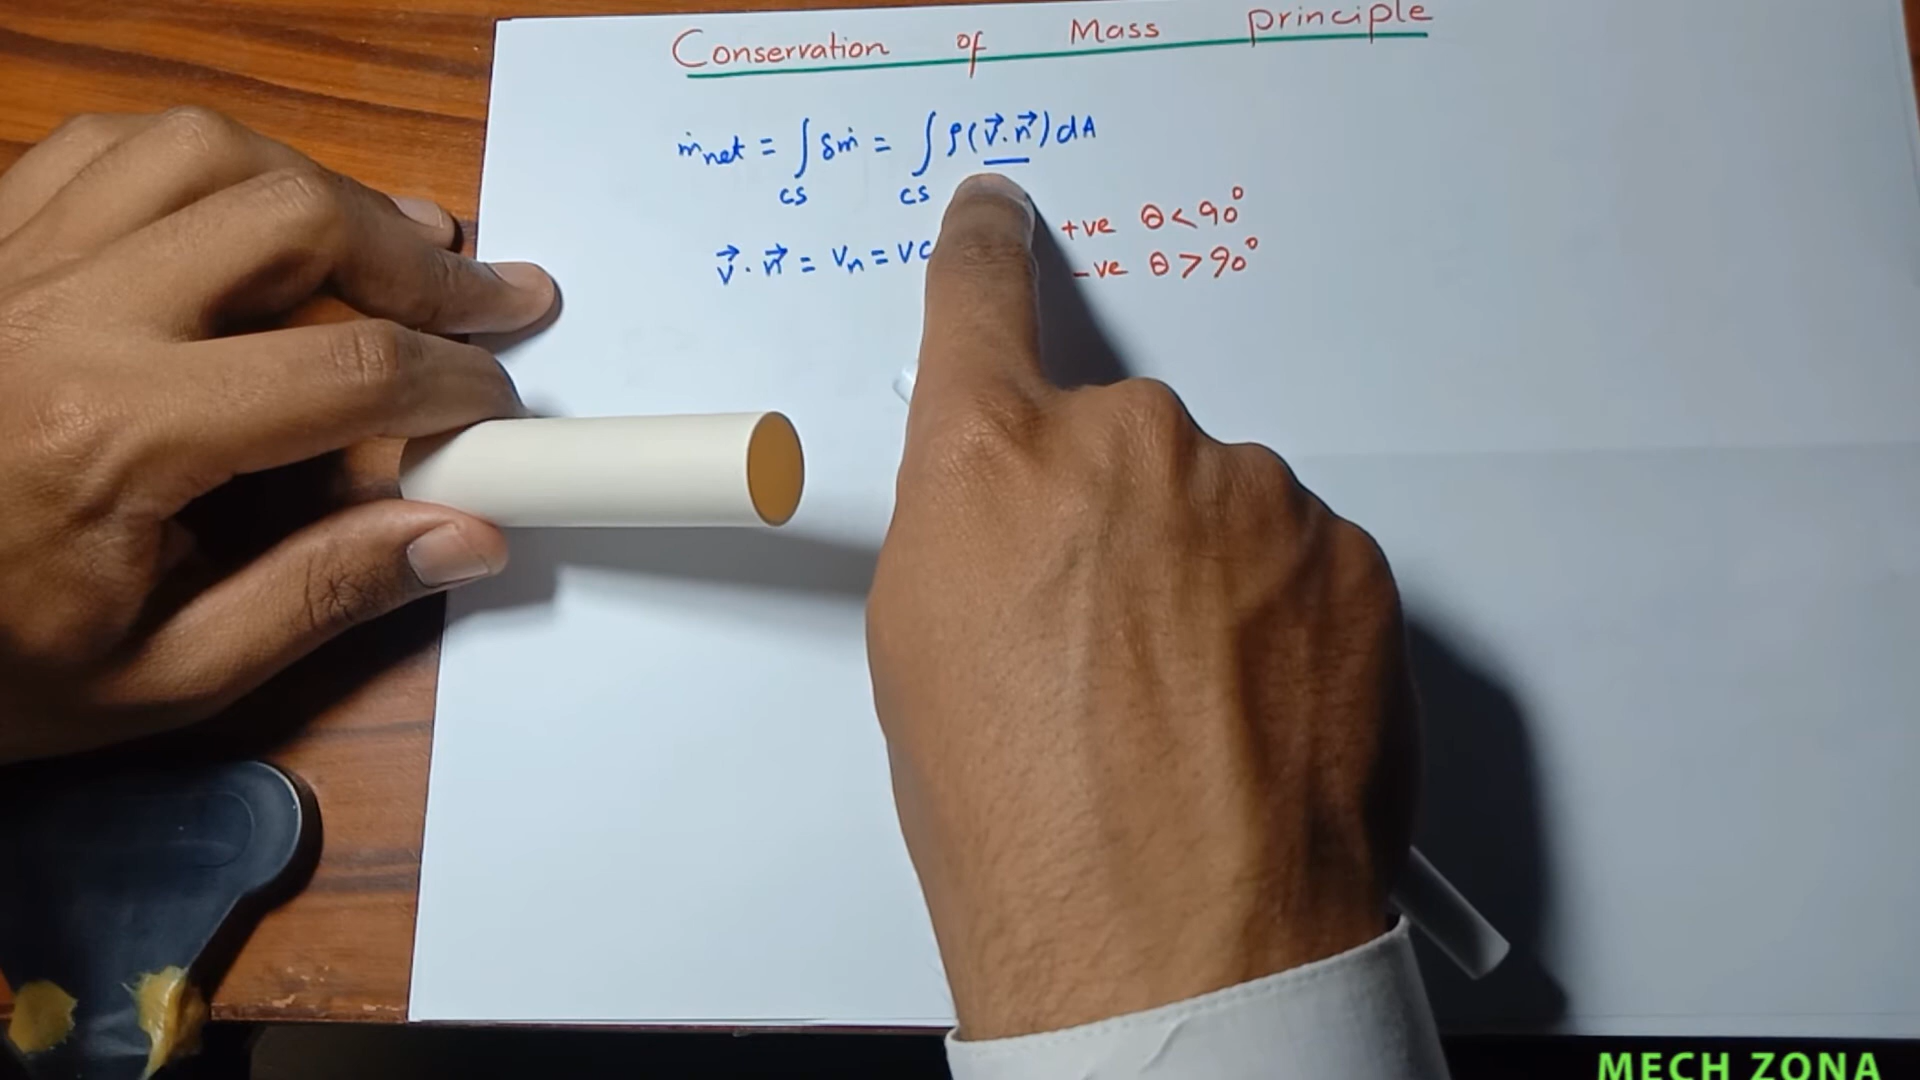 Conservation of Mass principle
ṁnet = ∫CS δṁ = ∫CS ρ(v⃗.n⃗)dA
+ve θ<90°
v⃗.n⃗ = Vn = VC
-ve θ>90°
MECH ZONA